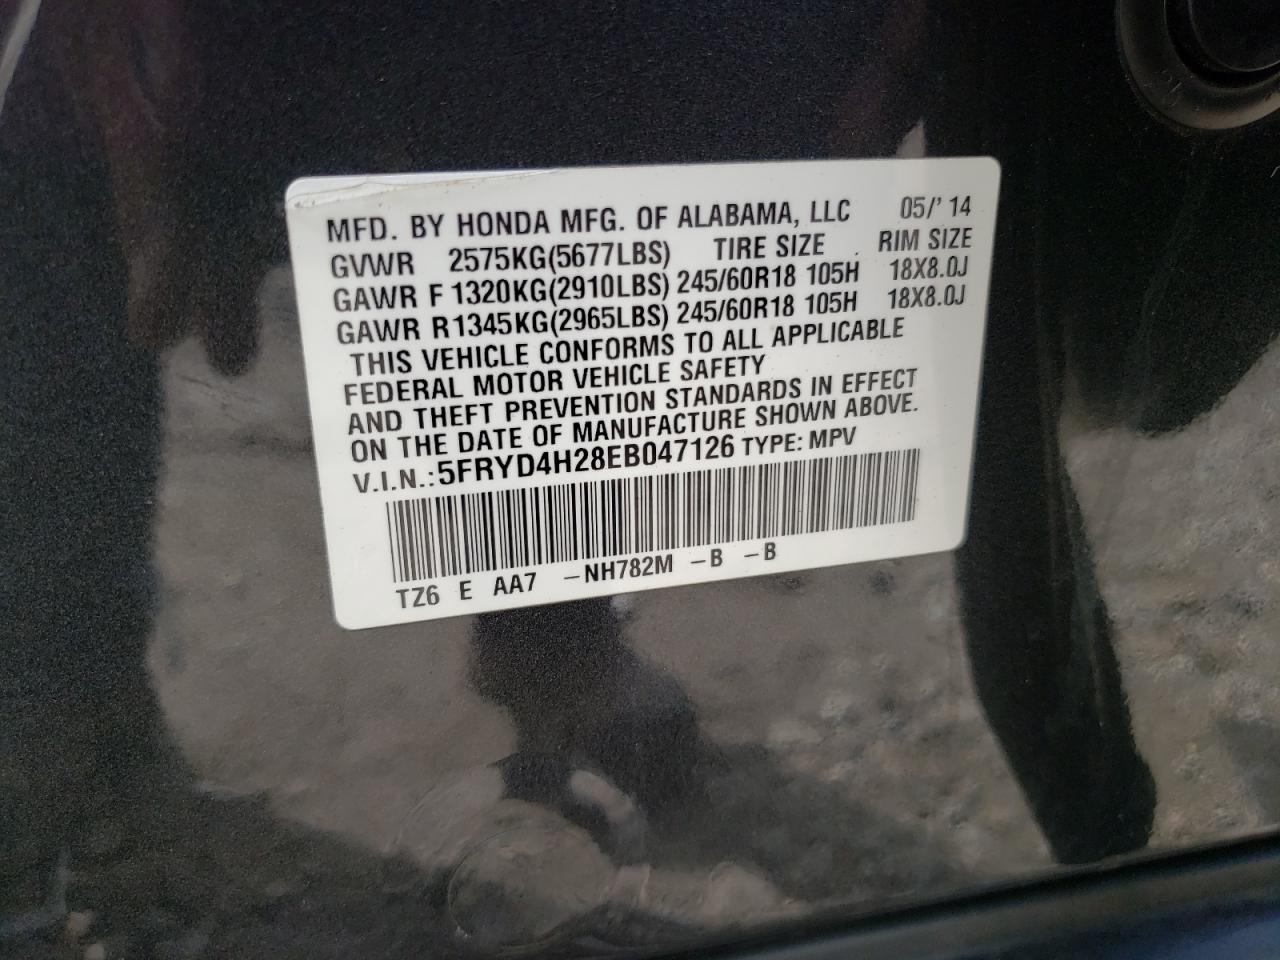 MFD. BY HONDA MFG. OF ALABAMA, LLC 05/' 14
GVWR 2575KG(5677LBS) TIRE SIZE RIM SIZE
GAWR F 1320KG(2910LBS) 245/60R18 105H 18X8.0J
GAWR R1345KG(2965LBS) 245/60R18 105H 18X8.0J
THIS VEHICLE CONFORMS TO ALL APPLICABLE
FEDERAL MOTOR VEHICLE SAFETY
AND THEFT PREVENTION STANDARDS IN EFFECT
ON THE DATE OF MANUFACTURE SHOWN ABOVE.
V.I.N.: 5FRYD4H28EB047126 TYPE: MPV
TZ6 E AA7 -NH782M -B -B